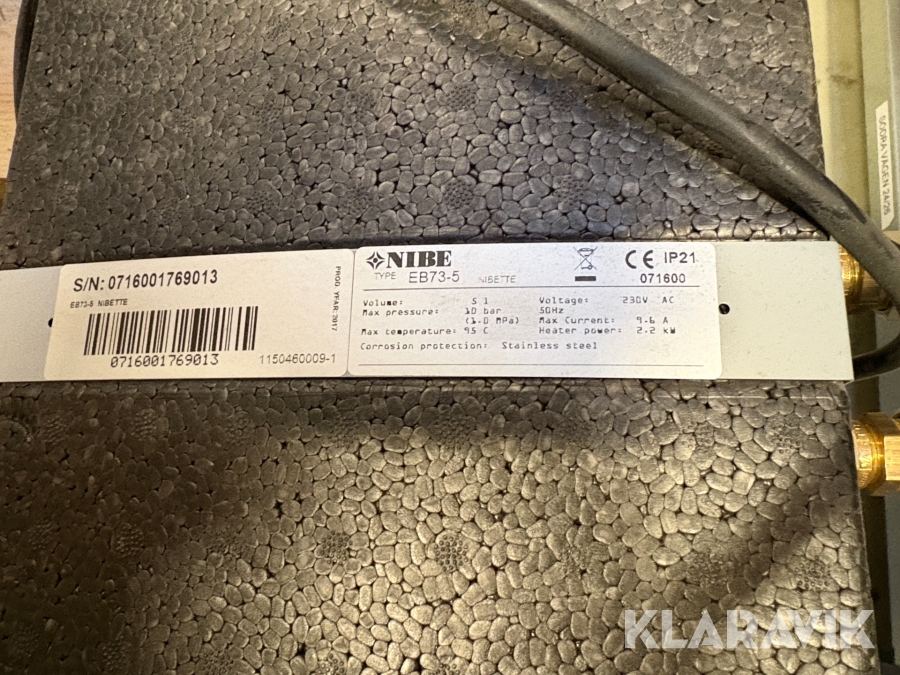 S/N: 0716001769013
EB73-5 NIBETTE
0716001769013
1150460009-1
PROD. YEAR: 2017
NIBE
TYPE EB73-5 NIBETTE
CE IP21
071600
Volume: 5 l Voltage: 230V AC
Max pressure: 10 bar 50Hz
(1.0 MPa) Max Current: 9.6 A
Max temperature: 95 C Heater power: 2.2 kW
Corrosion protection: Stainless steel
KLARAVIK